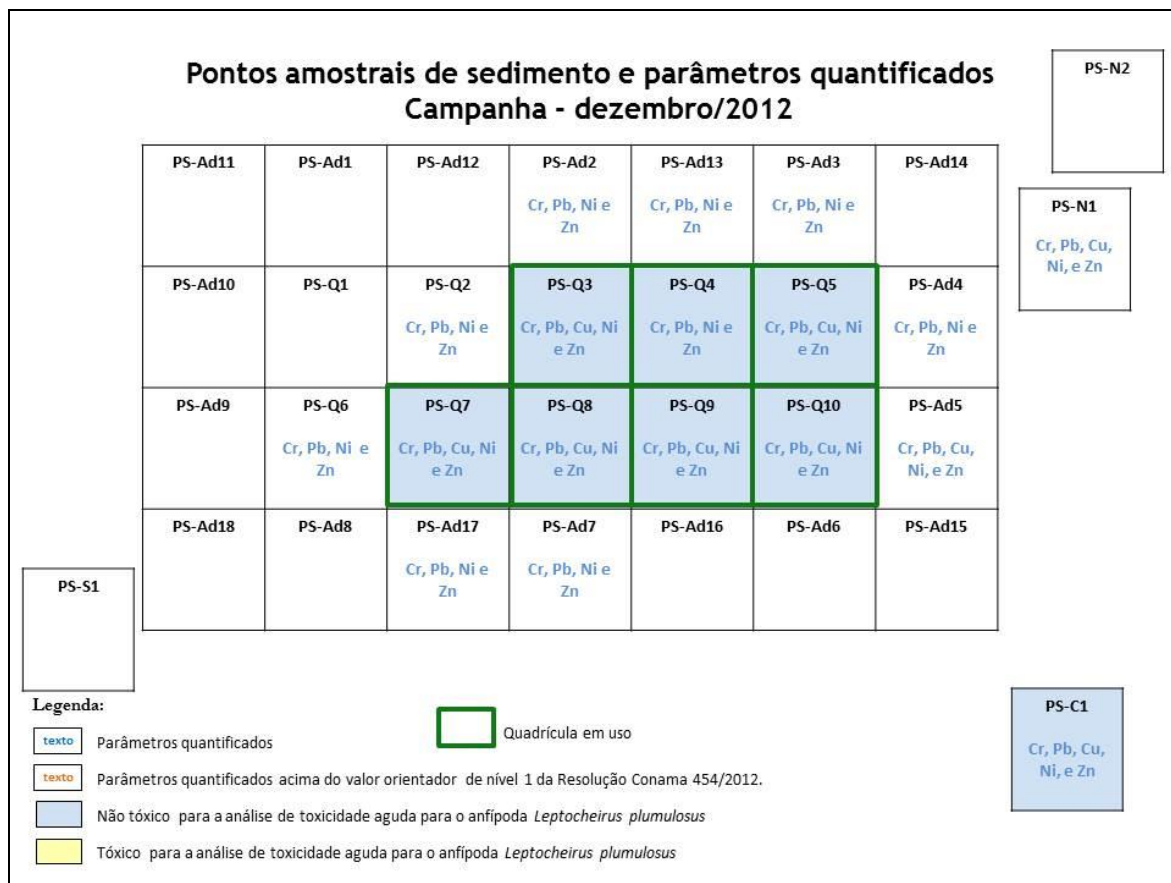 Pontos amostrais de sedimento e parâmetros quantificados
Campanha - dezembro/2012
PS-N2
PS-Ad11
PS-Ad1
PS-Ad12
PS-Ad2
Cr, Pb, Ni e
Zn
PS-Ad13
Cr, Pb, Ni e
Zn
PS-Ad3
Cr, Pb, Ni e
Zn
PS-Ad14
PS-N1
Cr, Pb, Cu,
Ni, e Zn
PS-Ad10
PS-Q1
PS-Q2
Cr, Pb, Ni e
Zn
PS-Q3
Cr, Pb, Cu, Ni
e Zn
PS-Q4
Cr, Pb, Ni e
Zn
PS-Q5
Cr, Pb, Cu, Ni
e Zn
PS-Ad4
Cr, Pb, Ni e
Zn
PS-Ad9
PS-Q6
Cr, Pb, Ni e
Zn
PS-Q7
Cr, Pb, Cu, Ni
e Zn
PS-Q8
Cr, Pb, Cu, Ni
e Zn
PS-Q9
Cr, Pb, Cu, Ni
e Zn
PS-Q10
Cr, Pb, Cu, Ni
e Zn
PS-Ad5
Cr, Pb, Cu,
Ni, e Zn
PS-Ad18
PS-Ad8
PS-Ad17
Cr, Pb, Ni e
Zn
PS-Ad7
Cr, Pb, Ni e
Zn
PS-Ad16
PS-Ad6
PS-Ad15
PS-S1
PS-C1
Cr, Pb, Cu,
Ni, e Zn
Legenda:
texto Parâmetros quantificados
Quadrícula em uso
texto Parâmetros quantificados acima do valor orientador de nível 1 da Resolução Conama 454/2012.
Não tóxico para a análise de toxicidade aguda para o anfípoda Leptocheirus plumulosus
Tóxico para a análise de toxicidade aguda para o anfípoda Leptocheirus plumulosus